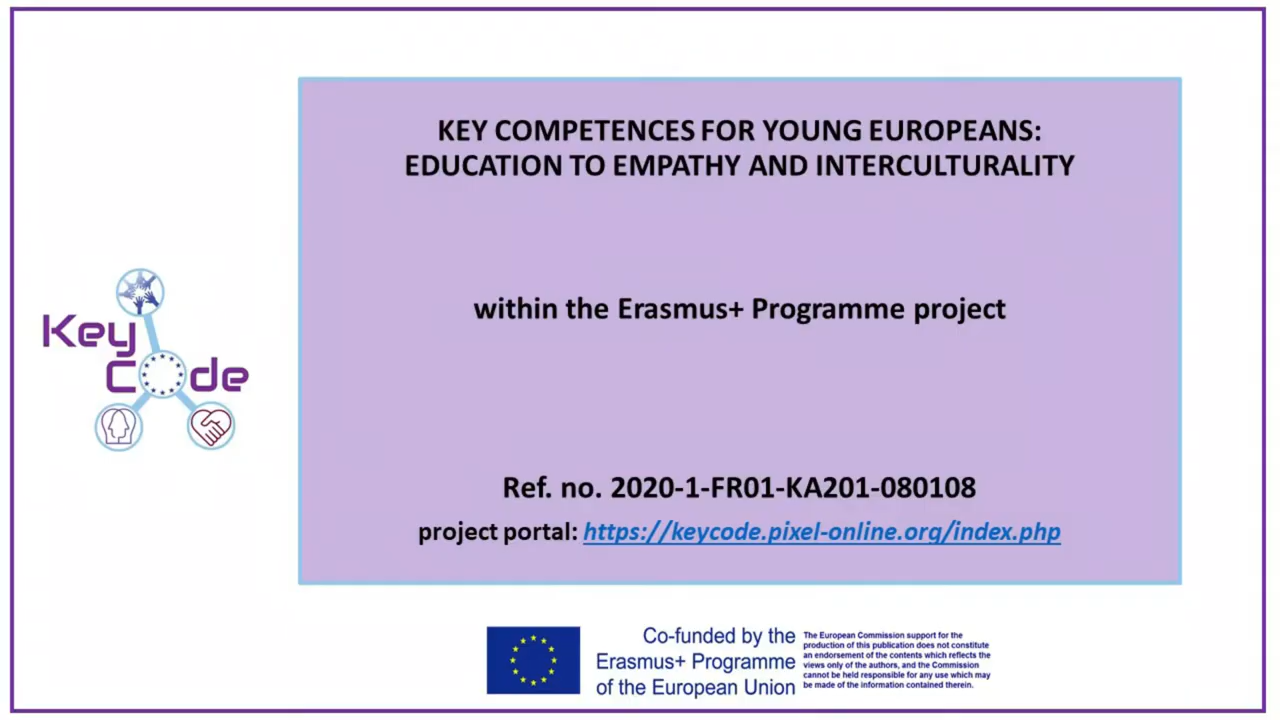 KEY COMPETENCES FOR YOUNG EUROPEANS:
EDUCATION TO EMPATHY AND INTERCULTURALITY
within the Erasmus+ Programme project
Key
Code
Ref. no. 2020-1-FR01-KA201-080108
project portal: https://keycode.pixel-online.org/index.php
Co-funded by the
Erasmus+ Programme
of the European Union
The European Commission support for the
production of this publication does not constitute
an endorsement of the contents which reflects the
views only of the authors, and the Commission
cannot be held responsible for any use which may
be made of the information contained therein.